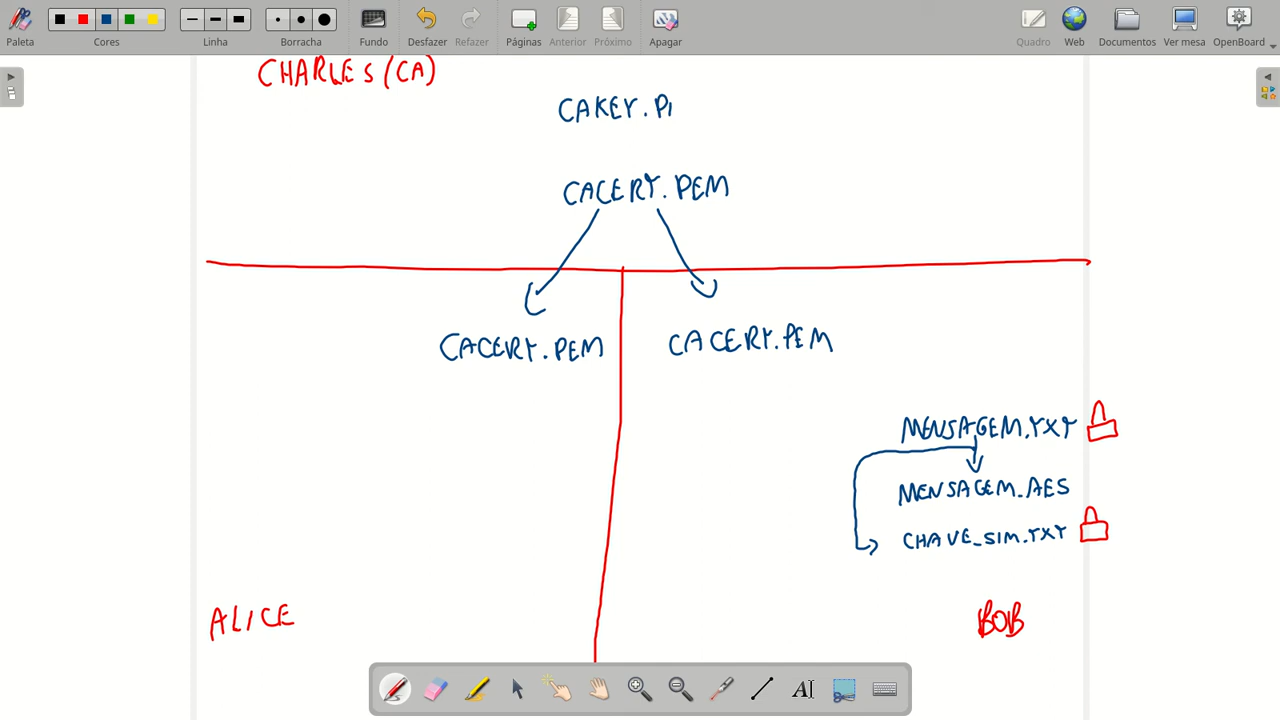 Paleta Cores Linha Borracha Fundo Desfazer Refazer Páginas Anterior Próximo Apagar Quadro Web Documentos Ver mesa OpenBoard
CHARLES (CA)
CAKEY.PI
CACERT.PEM
CACERT.PEM CACERT.PEM
MENSAGEM.TXT
MENSAGEM.AES
CHAVE_SIM.TXT
ALICE BOB